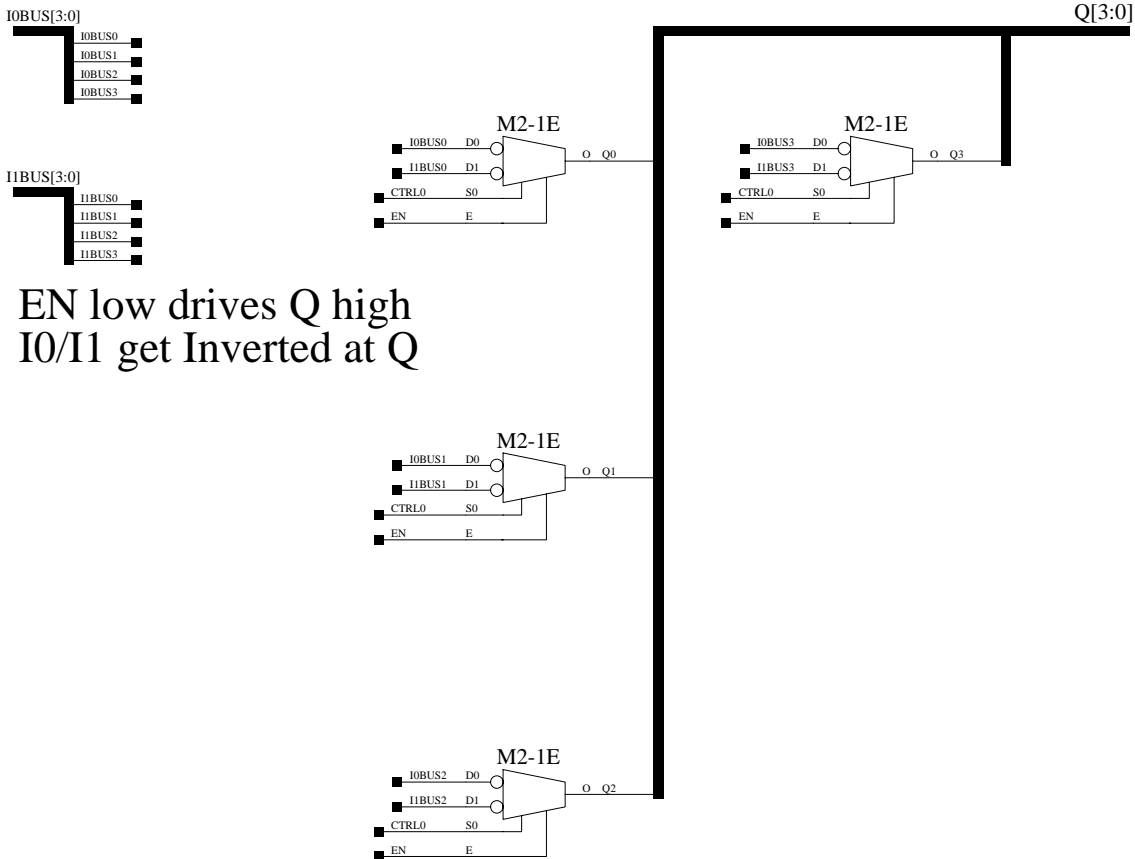 I0BUS[3:0]
I0BUS0
I0BUS1
I0BUS2
I0BUS3
Q[3:0]
I1BUS[3:0]
I1BUS0
I1BUS1
I1BUS2
I1BUS3
M2-1E
I0BUS0 D0
I1BUS0 D1
CTRL0 S0
EN E
O Q0
M2-1E
I0BUS3 D0
I1BUS3 D1
CTRL0 S0
EN E
O Q3
EN low drives Q high
I0/I1 get Inverted at Q
M2-1E
I0BUS1 D0
I1BUS1 D1
CTRL0 S0
EN E
O Q1
M2-1E
I0BUS2 D0
I1BUS2 D1
CTRL0 S0
EN E
O Q2